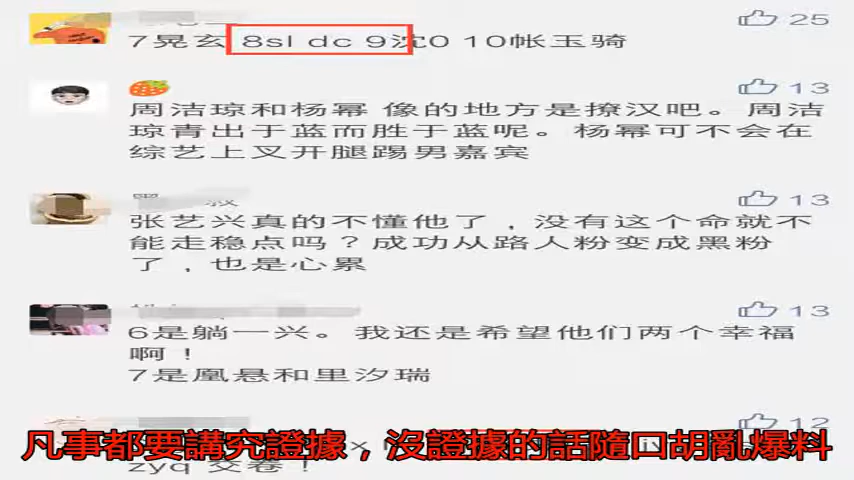 25
7晃玄 8sl dc 9沈0 10帐玉骑
13
周洁琼和杨幂 像的地方是撩汉吧。周洁
琼青出于蓝而胜于蓝呢。杨幂可不会在
综艺上叉开腿踢男嘉宾
13
张艺兴真的不懂他了，没有这个命就不
能走稳点吗？成功从路人粉变成黑粉
了，也是心累
13
6是躺一兴。我还是希望他们两个幸福
啊！
7是凰悬和里汐瑞
12
凡事都要講究證據，沒證據的話隨口胡亂爆料
zyq 交卷！